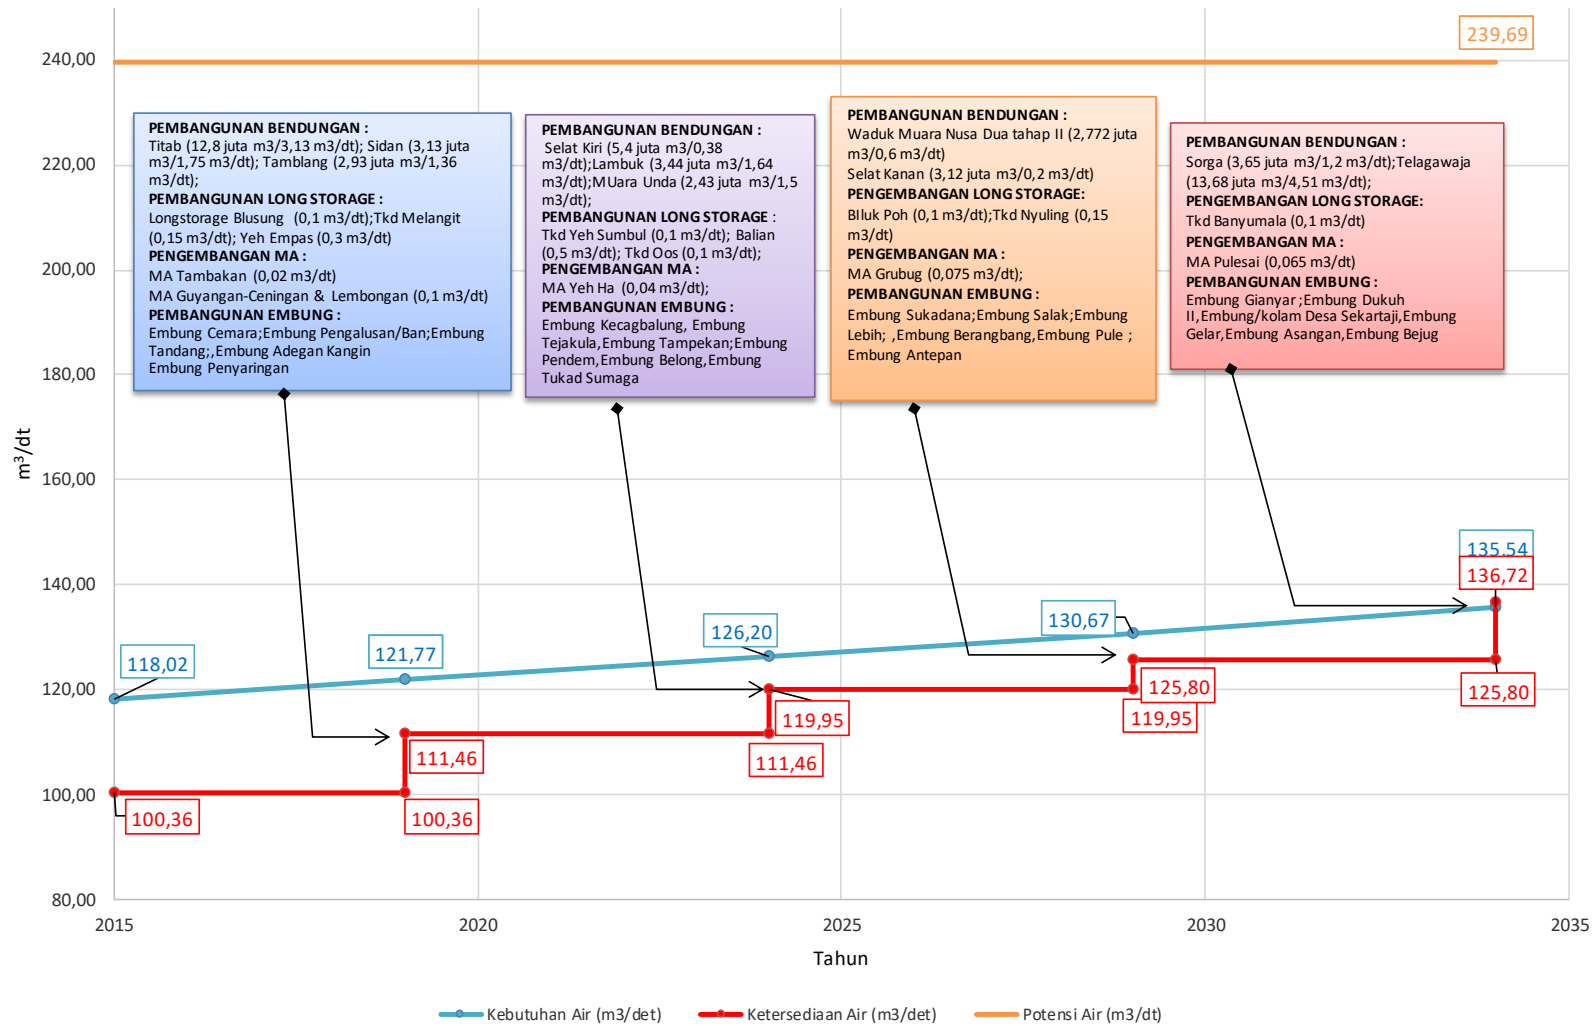 239,69
240,00
220,00
200,00
180,00
160,00
140,00
120,00
100,00
80,00
m³/dt
PEMBANGUNAN BENDUNGAN :
Titab (12,8 juta m3/3,13 m3/dt); Sidan (3,13 juta
m3/1,75 m3/dt); Tamblang (2,93 juta m3/1,36
m3/dt);
PEMBANGUNAN LONG STORAGE :
Longstorage Blusung (0,1 m3/dt);Tkd Melangit
(0,15 m3/dt); Yeh Empas (0,3 m3/dt)
PENGEMBANGAN MA :
MA Tambakan (0,02 m3/dt)
MA Guyangan-Ceningan & Lembongan (0,1 m3/dt)
PEMBANGUNAN EMBUNG :
Embung Cemara;Embung Pengalusan/Ban;Embung
Tandang;,Embung Adegan Kangin
Embung Penyaringan
PEMBANGUNAN BENDUNGAN :
Selat Kiri (5,4 juta m3/0,38
m3/dt);Lambuk (3,44 juta m3/1,64
m3/dt);MUara Unda (2,43 juta m3/1,5
m3/dt);
PEMBANGUNAN LONG STORAGE :
Tkd Yeh Sumbul (0,1 m3/dt); Balian
(0,5 m3/dt); Tkd Oos (0,1 m3/dt);
PENGEMBANGAN MA :
MA Yeh Ha (0,04 m3/dt);
PEMBANGUNAN EMBUNG :
Embung Kecagbalung, Embung
Tejakula,Embung Tampekan;Embung
Pendem,Embung Belong,Embung
Tukad Sumaga
PEMBANGUNAN BENDUNGAN :
Waduk Muara Nusa Dua tahap II (2,772 juta
m3/0,6 m3/dt)
Selat Kanan (3,12 juta m3/0,2 m3/dt)
PENGEMBANGAN LONG STORAGE:
BIluk Poh (0,1 m3/dt);Tkd Nyuling (0,15
m3/dt)
PENGEMBANGAN MA :
MA Grubug (0,075 m3/dt);
PEMBANGUNAN EMBUNG :
Embung Sukadana;Embung Salak;Embung
Lebih; ,Embung Berangbang,Embung Pule ;
Embung Antepan
PEMBANGUNAN BENDUNGAN :
Sorga (3,65 juta m3/1,2 m3/dt);Telagawaja
(13,68 juta m3/4,51 m3/dt);
PENGEMBANGAN LONG STORAGE:
Tkd Banyumala (0,1 m3/dt)
PENGEMBANGAN MA :
MA Pulesai (0,065 m3/dt)
PEMBANGUNAN EMBUNG :
Embung Gianyar ;Embung Dukuh
II,Embung/kolam Desa Sekartaji,Embung
Gelar,Embung Asangan,Embung Bejug
118,02
121,77
126,20
130,67
135,54
136,72
100,36
100,36
111,46
111,46
119,95
119,95
125,80
125,80
2015
2020
2025
2030
2035
Tahun
Kebutuhan Air (m3/det)
Ketersediaan Air (m3/det)
Potensi Air (m3/dt)